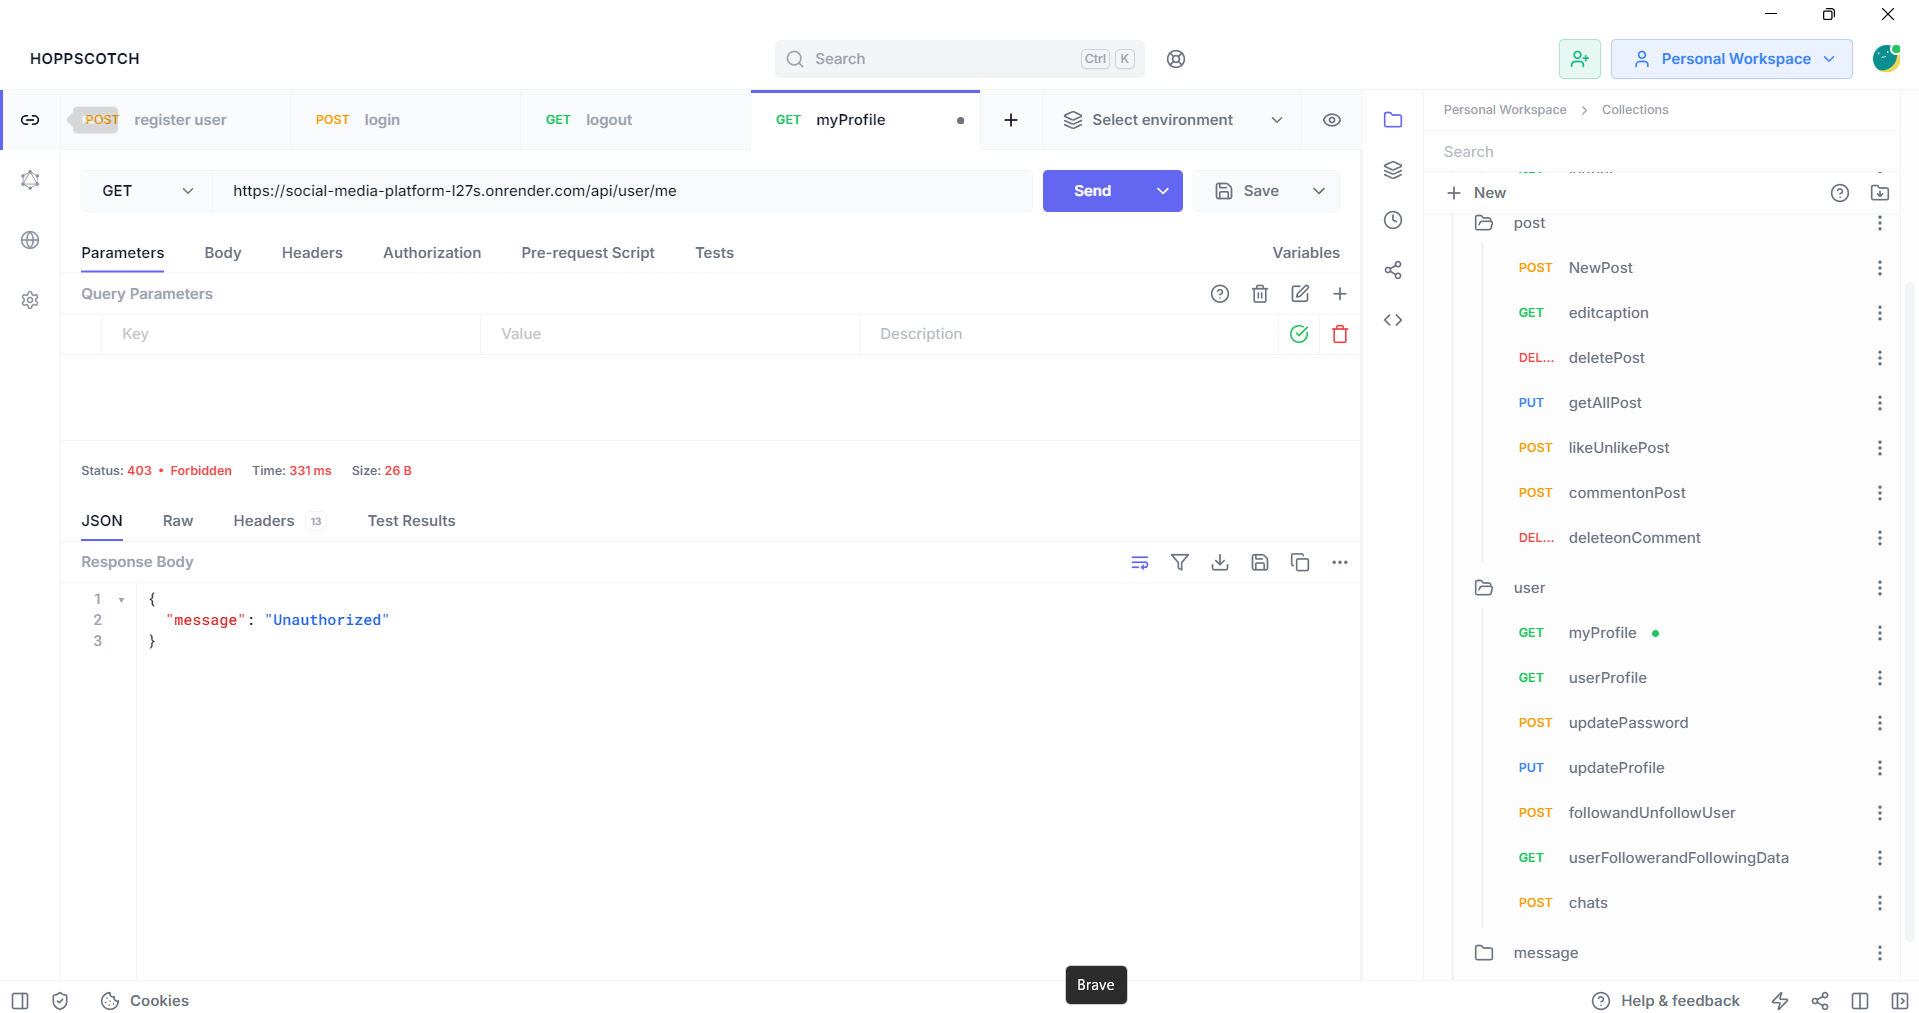 HOPPSCOTCH
Search
Ctrl K
Personal Workspace
POST register user
POST login
GET logout
GET myProfile
Select environment
GET
https://social-media-platform-l27s.onrender.com/api/user/me
Send
Save
Parameters
Body
Headers
Authorization
Pre-request Script
Tests
Variables
Query Parameters
Key
Value
Description
Status: 403 • Forbidden
Time: 331 ms
Size: 26 B
JSON
Raw
Headers 13
Test Results
Response Body
1 {
2 "message": "Unauthorized"
3 }
Personal Workspace > Collections
Search
New
post
POST NewPost
GET editcaption
DEL... deletePost
PUT getAllPost
POST likeUnlikePost
POST commentonPost
DEL... deleteonComment
user
GET myProfile
GET userProfile
POST updatePassword
PUT updateProfile
POST followandUnfollowUser
GET userFollowerandFollowingData
POST chats
message
Brave
Cookies
Help & feedback